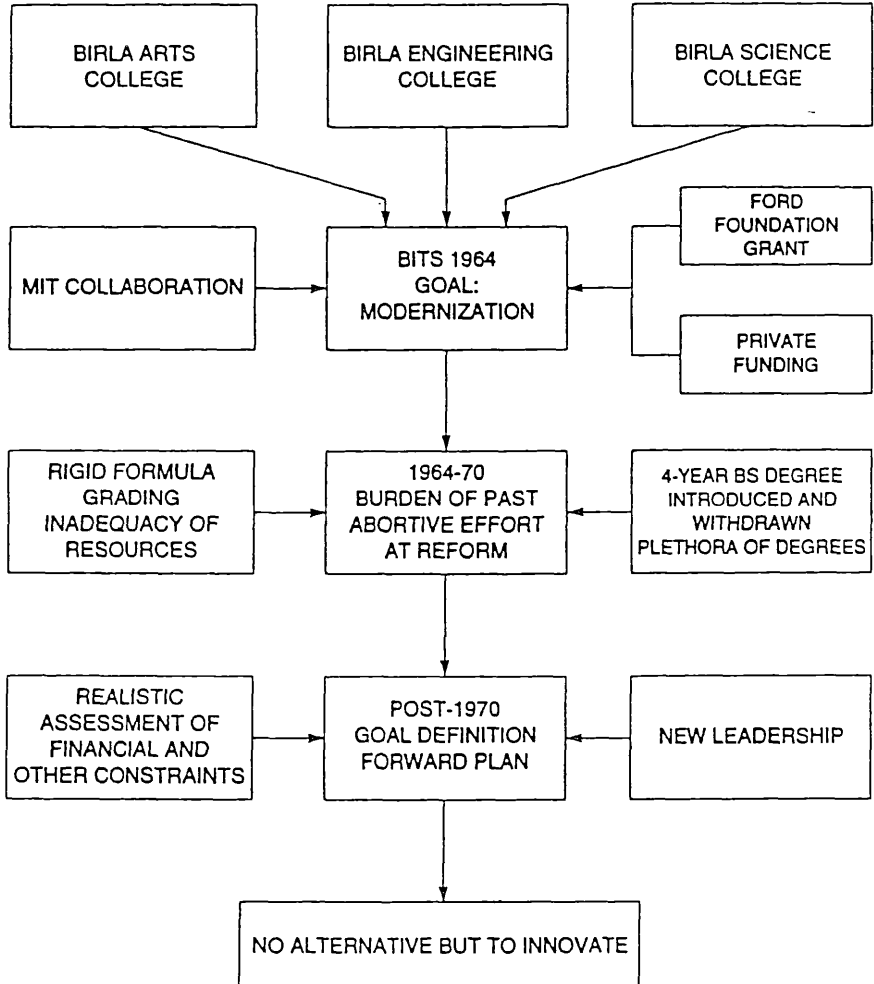 BIRLA ARTS
COLLEGE
BIRLA ENGINEERING
COLLEGE
BIRLA SCIENCE
COLLEGE
MIT COLLABORATION
BITS 1964
GOAL:
MODERNIZATION
FORD
FOUNDATION
GRANT
PRIVATE
FUNDING
RIGID FORMULA
GRADING
INADEQUACY OF
RESOURCES
1964-70
BURDEN OF PAST
ABORTIVE EFFORT
AT REFORM
4-YEAR BS DEGREE
INTRODUCED AND
WITHDRAWN
PLETHORA OF DEGREES
REALISTIC
ASSESSMENT OF
FINANCIAL AND
OTHER CONSTRAINTS
POST-1970
GOAL DEFINITION
FORWARD PLAN
NEW LEADERSHIP
NO ALTERNATIVE BUT TO INNOVATE